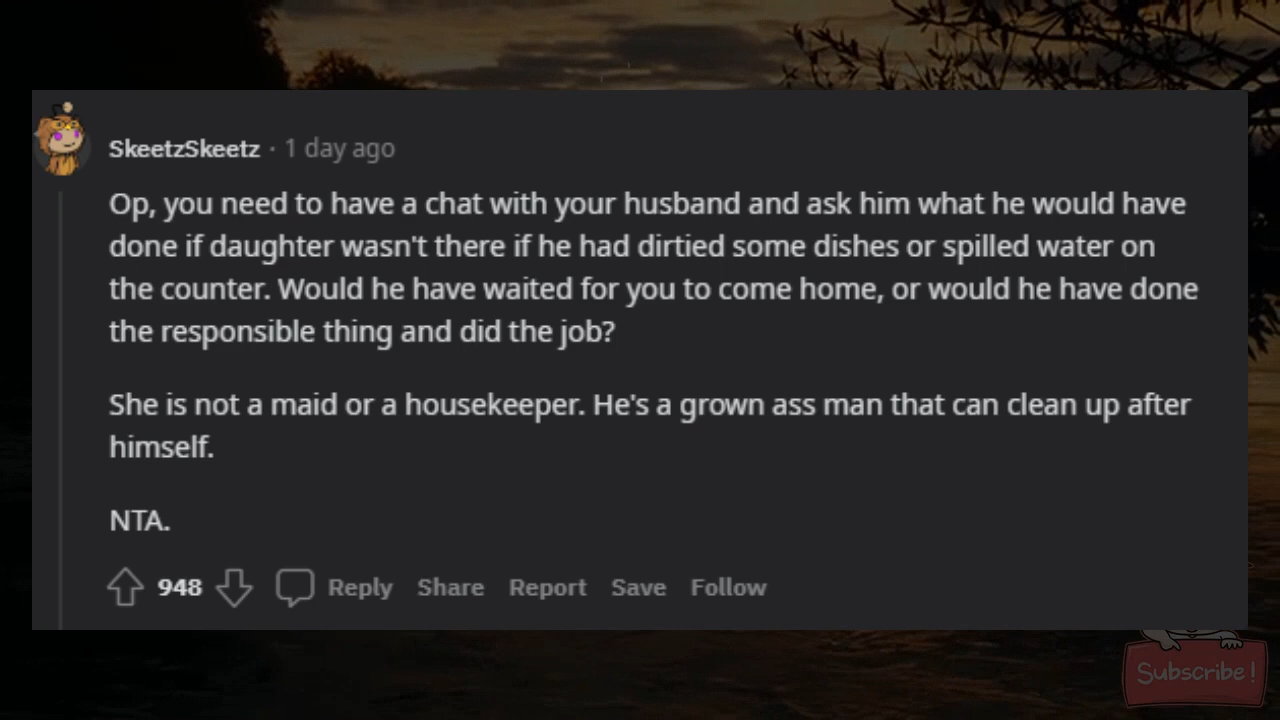 SkeetzSkeetz · 1 day ago
Op, you need to have a chat with your husband and ask him what he would have
done if daughter wasn't there if he had dirtied some dishes or spilled water on
the counter. Would he have waited for you to come home, or would he have done
the responsible thing and did the job?
She is not a maid or a housekeeper. He's a grown ass man that can clean up after
himself.
NTA.
948 Reply Share Report Save Follow
Subscribe!